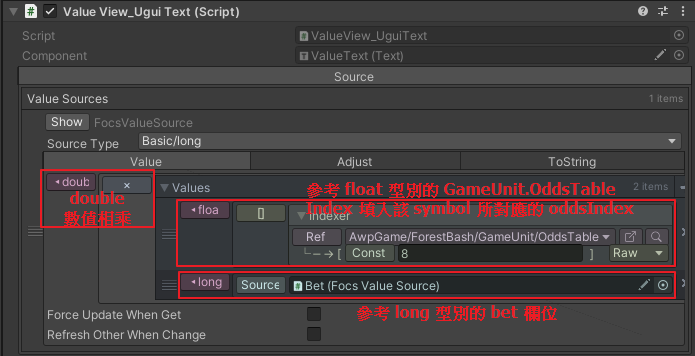 Value View_Ugui Text (Script)
Script ValueView_UguiText
Component ValueText (Text)
Source
Value Sources 1 items
Show FocsValueSource
Source Type Basic/long
Value Adjust ToString
doub × Values 2 items
double
數值相乘
參考 float 型別的 GameUnit.OddsTable
Index 填入該 symbol 所對應的 oddsIndex
floa [] Indexer
Ref AwpGame/ForestBash/GameUnit/OddsTable
[ Const 8 ] Raw
long Source Bet (Focs Value Source)
參考 long 型別的 bet 欄位
Force Update When Get
Refresh Other When Change